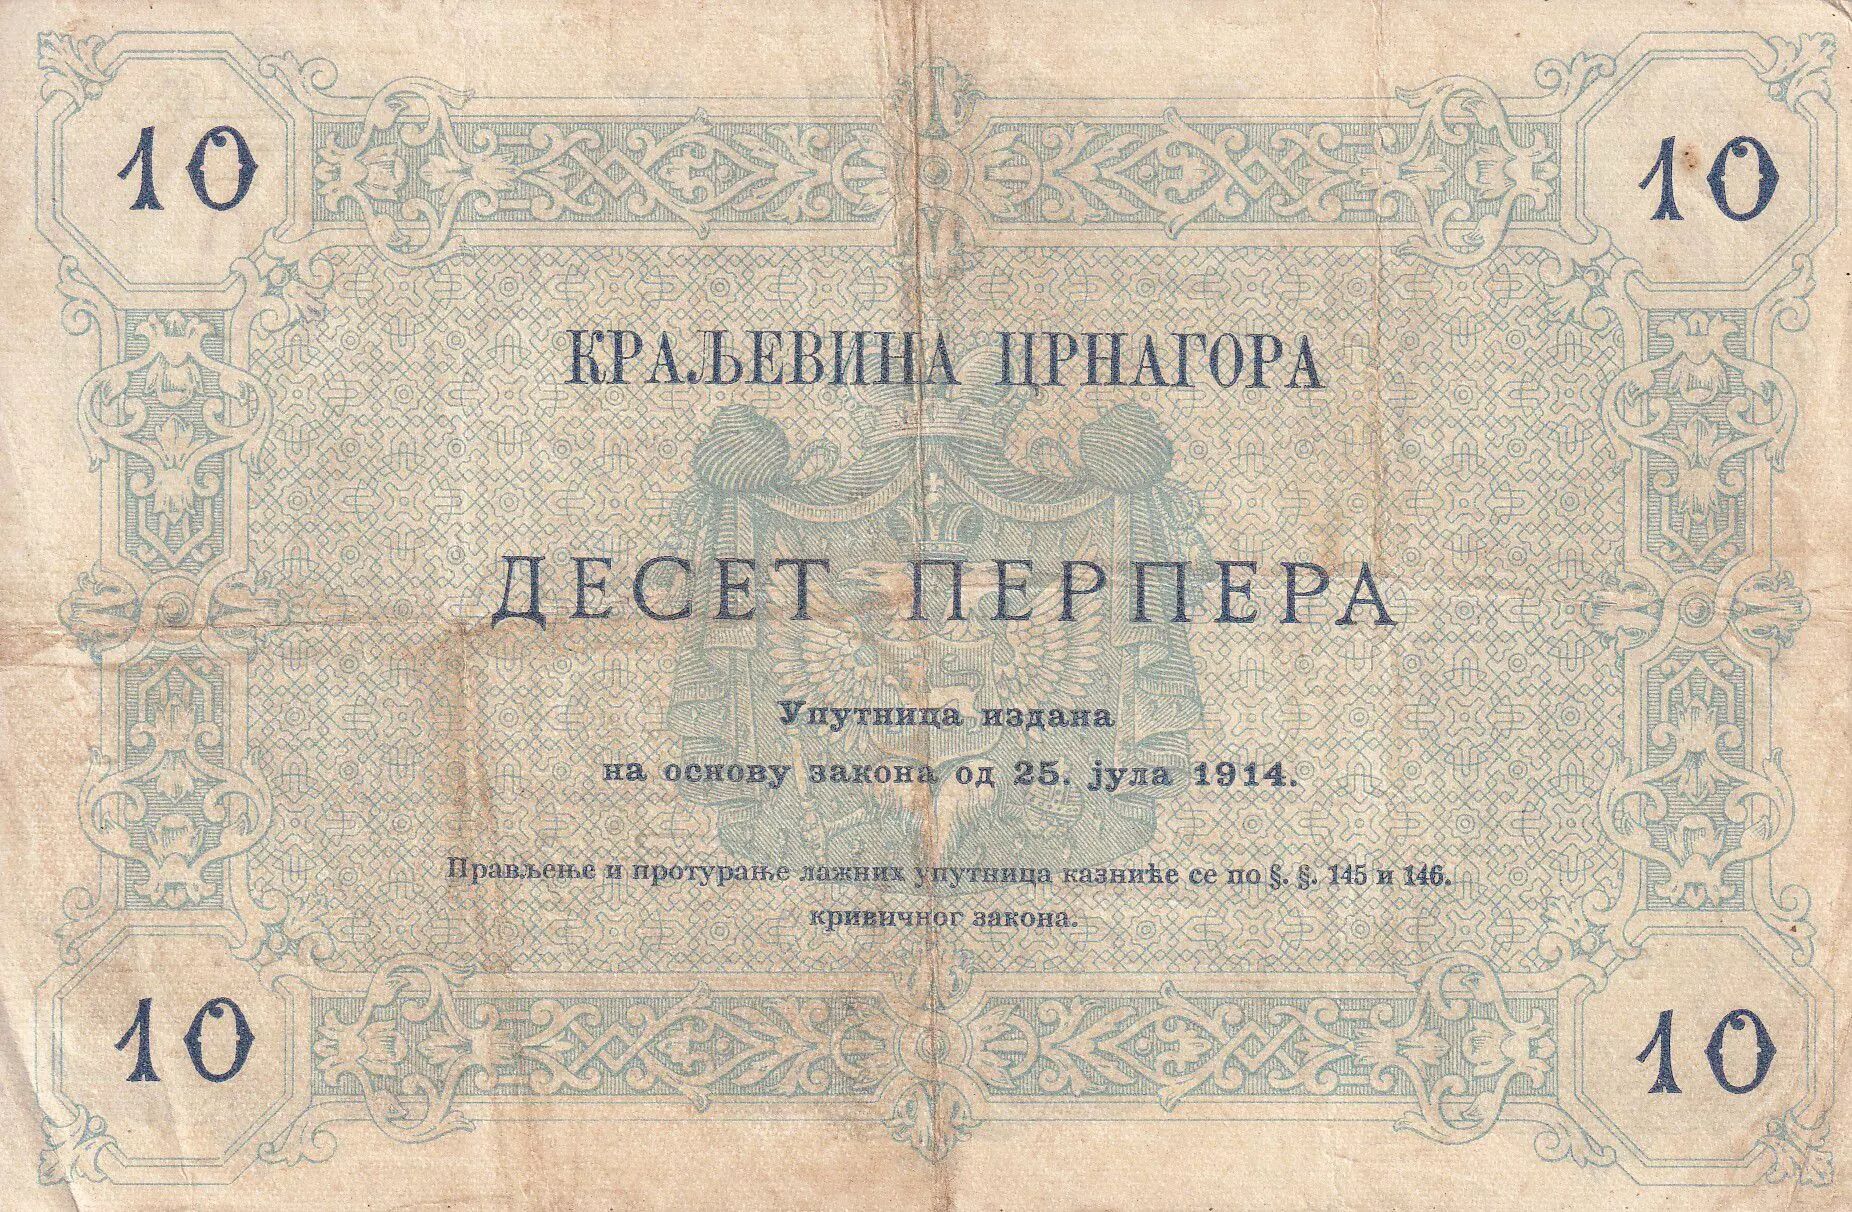 10 10
КРАЉЕВИНА ЦРНАГОРА
ДЕСЕТ ПЕРПЕРА
Упутница издана
на основу закона од 25. јула 1914.
Прављење и протурање лажних упутница казниће се по §. §. 145 и 146.
кривичног закона.
10 10